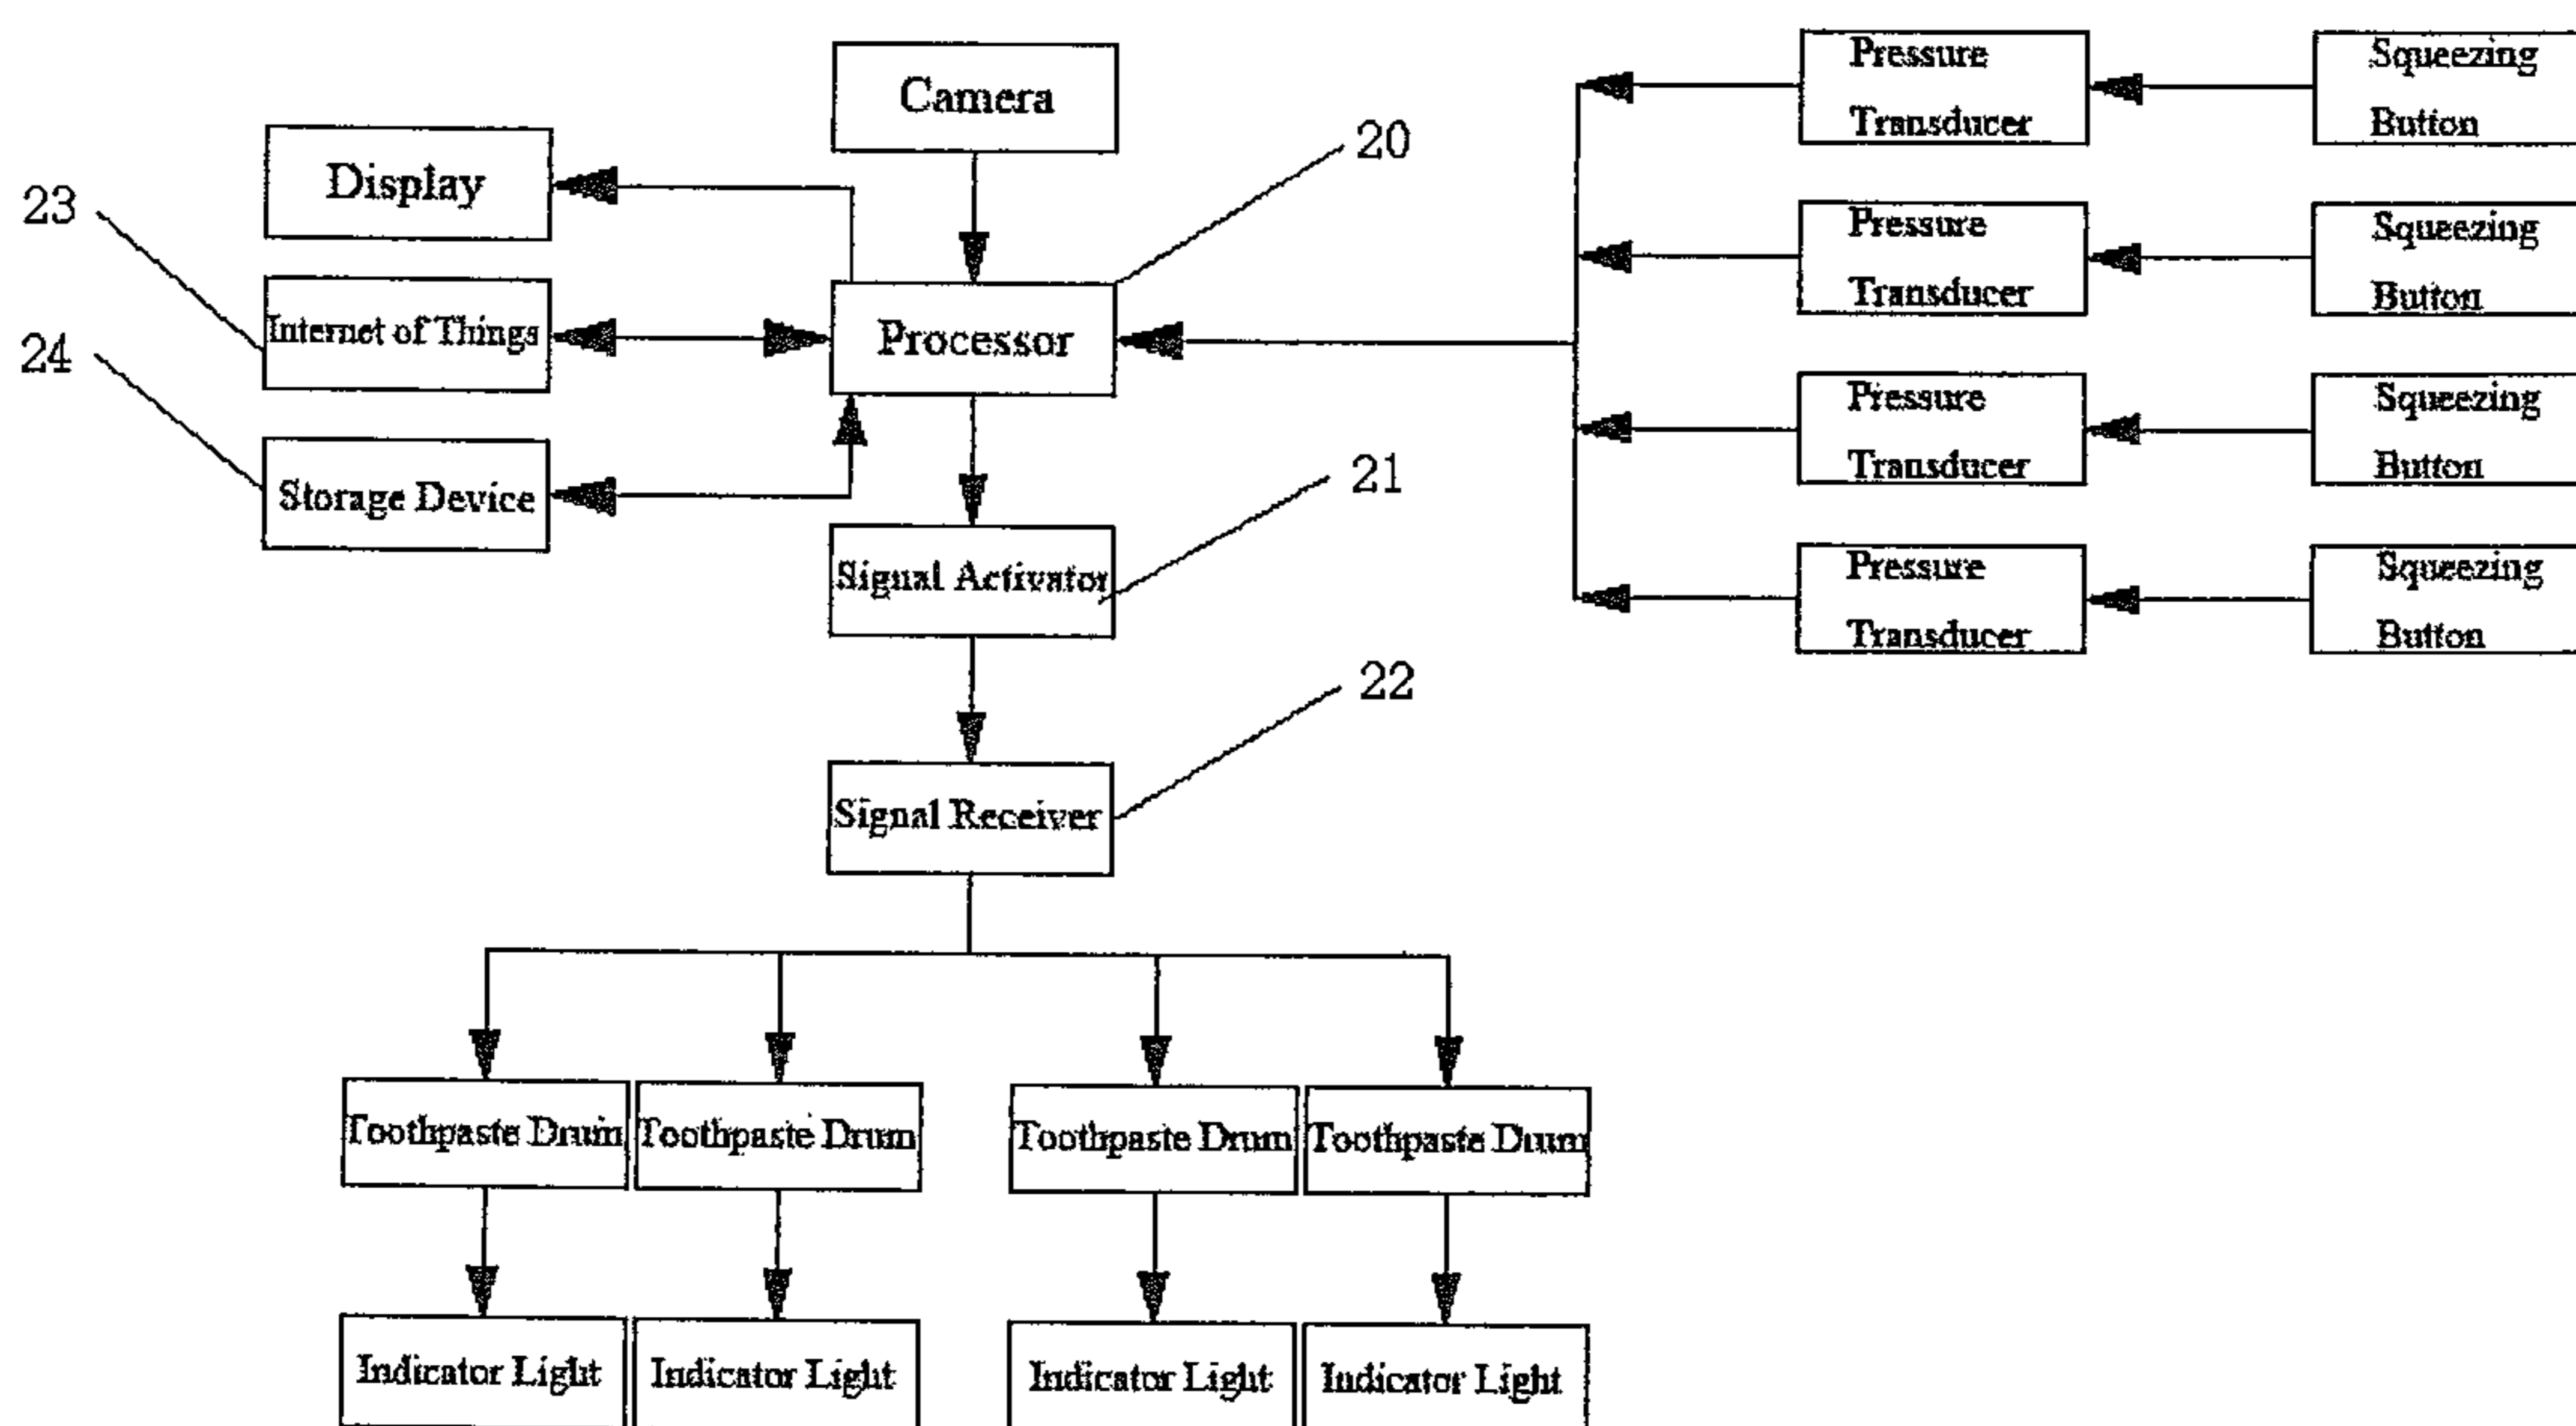 Camera
Display
Processor
Internet of Things
Storage Device
Signal Activator
Signal Receiver
20
21
22
23
24
Pressure
Transducer
Squeezing
Button
Pressure
Transducer
Squeezing
Button
Pressure
Transducer
Squeezing
Button
Pressure
Transducer
Squeezing
Button
Toothpaste Drum
Toothpaste Drum
Toothpaste Drum
Toothpaste Drum
Indicator Light
Indicator Light
Indicator Light
Indicator Light